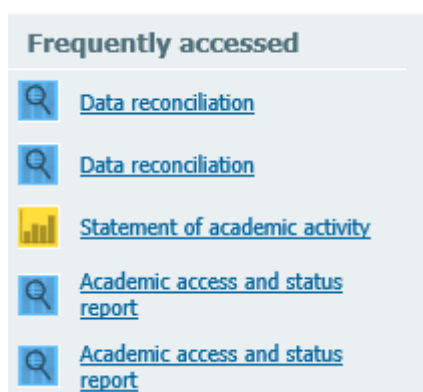 Frequently accessed
Data reconciliation
Data reconciliation
Statement of academic activity
Academic access and status
report
Academic access and status
report